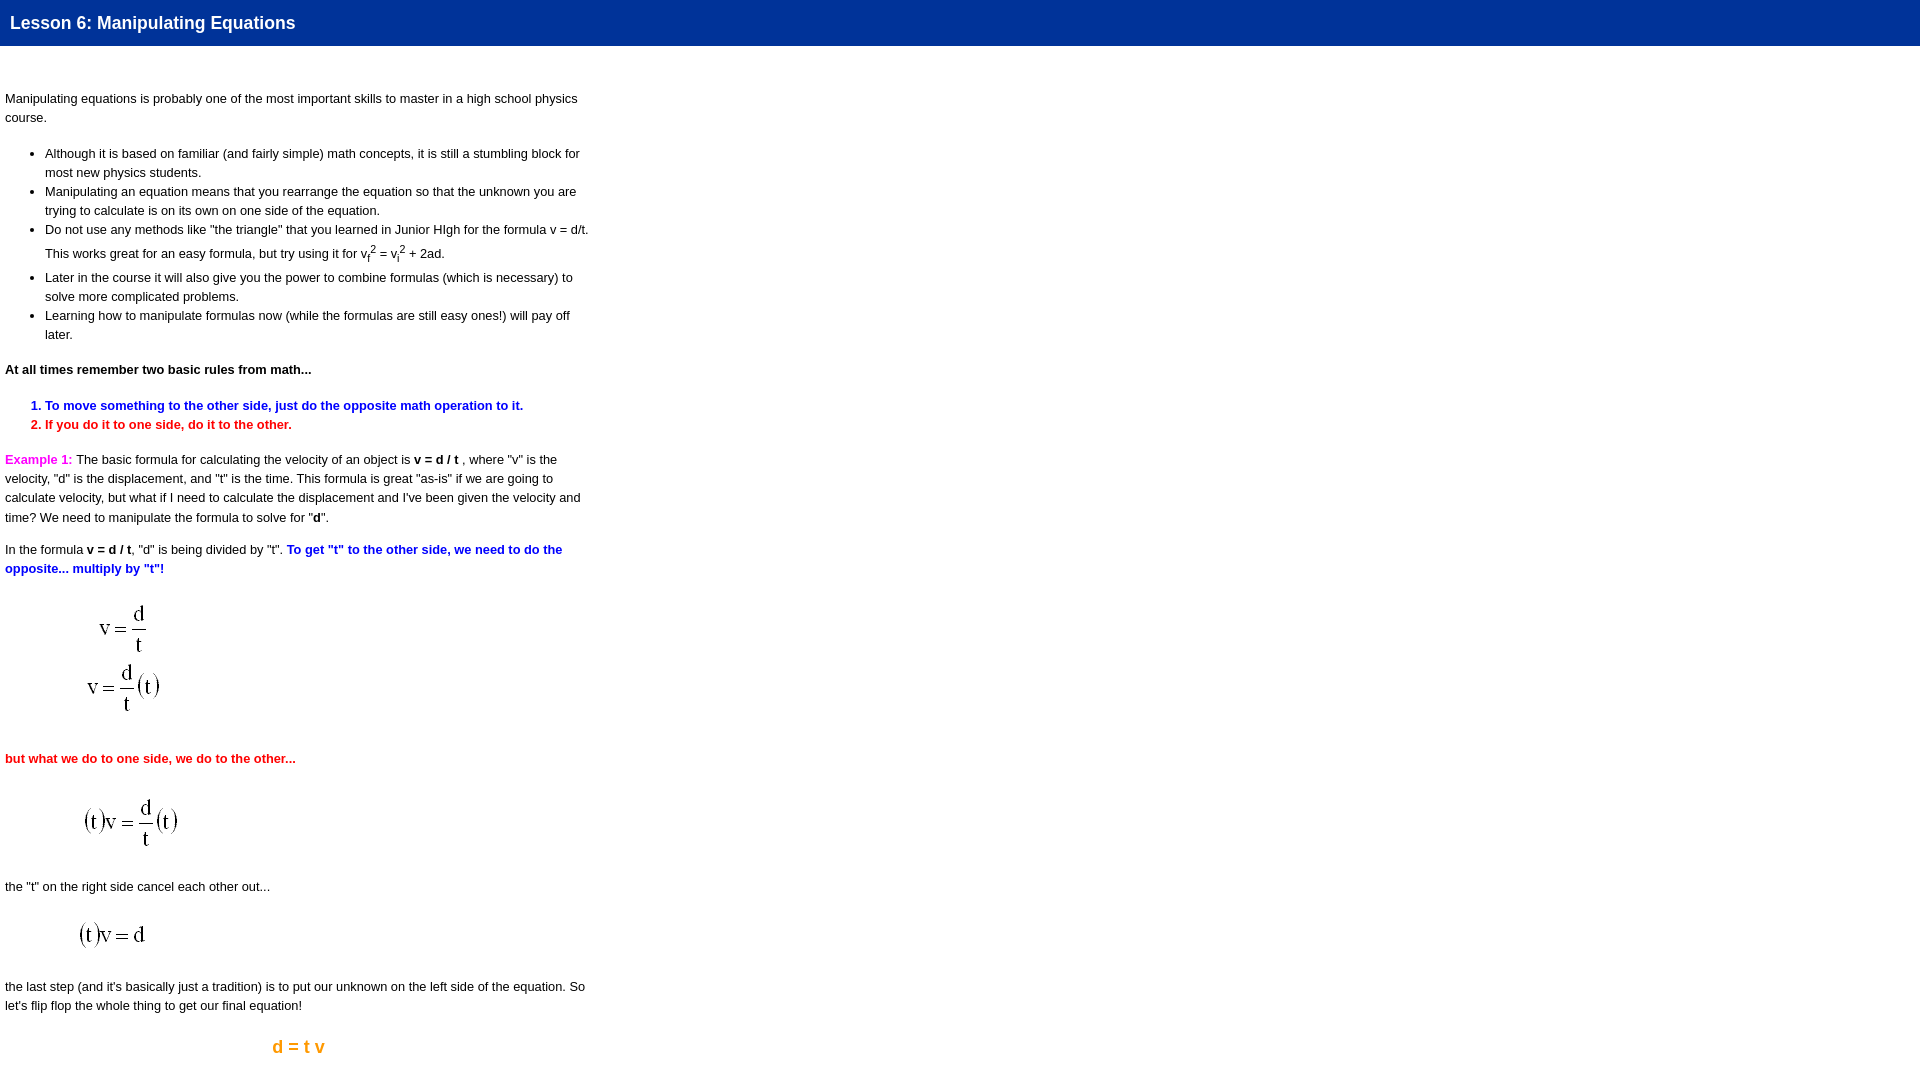 Lesson 6: Manipulating Equations
Manipulating equations is probably one of the most important skills to master in a high school physics
course.
• Although it is based on familiar (and fairly simple) math concepts, it is still a stumbling block for
most new physics students.
• Manipulating an equation means that you rearrange the equation so that the unknown you are
trying to calculate is on its own on one side of the equation.
• Do not use any methods like "the triangle" that you learned in Junior HIgh for the formula v = d/t.
This works great for an easy formula, but try using it for v_f^2 = v_i^2 + 2ad.
• Later in the course it will also give you the power to combine formulas (which is necessary) to
solve more complicated problems.
• Learning how to manipulate formulas now (while the formulas are still easy ones!) will pay off
later.
At all times remember two basic rules from math...
1. To move something to the other side, just do the opposite math operation to it.
2. If you do it to one side, do it to the other.
Example 1: The basic formula for calculating the velocity of an object is v = d / t , where "v" is the
velocity, "d" is the displacement, and "t" is the time. This formula is great "as-is" if we are going to
calculate velocity, but what if I need to calculate the displacement and I've been given the velocity and
time? We need to manipulate the formula to solve for "d".
In the formula v = d / t, "d" is being divided by "t". To get "t" to the other side, we need to do the
opposite... multiply by "t"!
v = d/t
v = d/t (t)
but what we do to one side, we do to the other...
(t)v = d/t (t)
the "t" on the right side cancel each other out...
(t)v = d
the last step (and it's basically just a tradition) is to put our unknown on the left side of the equation. So
let's flip flop the whole thing to get our final equation!
d = t v